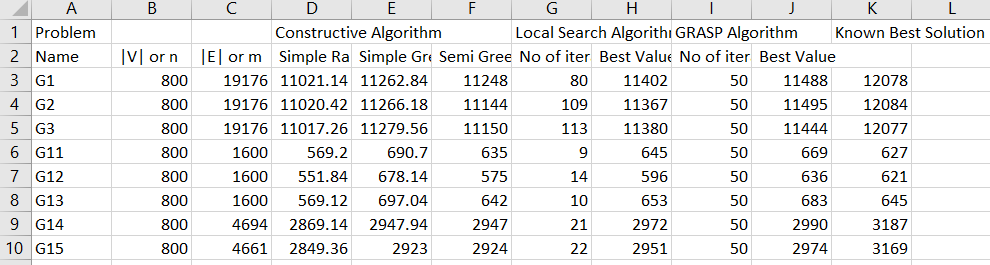 A B C D E F G H I J K L
1 Problem Constructive Algorithm Local Search Algorith GRASP Algorithm Known Best Solution
2 Name |V| or n |E| or m Simple Ra Simple Gre Semi Gree No of iter Best Value No of iter Best Value
3 G1 800 19176 11021.14 11262.84 11248 80 11402 50 11488 12078
4 G2 800 19176 11020.42 11266.18 11144 109 11367 50 11495 12084
5 G3 800 19176 11017.26 11279.56 11150 113 11380 50 11444 12077
6 G11 800 1600 569.2 690.7 635 9 645 50 669 627
7 G12 800 1600 551.84 678.14 575 14 596 50 636 621
8 G13 800 1600 569.12 697.04 642 10 653 50 683 645
9 G14 800 4694 2869.14 2947.94 2947 21 2972 50 2990 3187
10 G15 800 4661 2849.36 2923 2924 22 2951 50 2974 3169